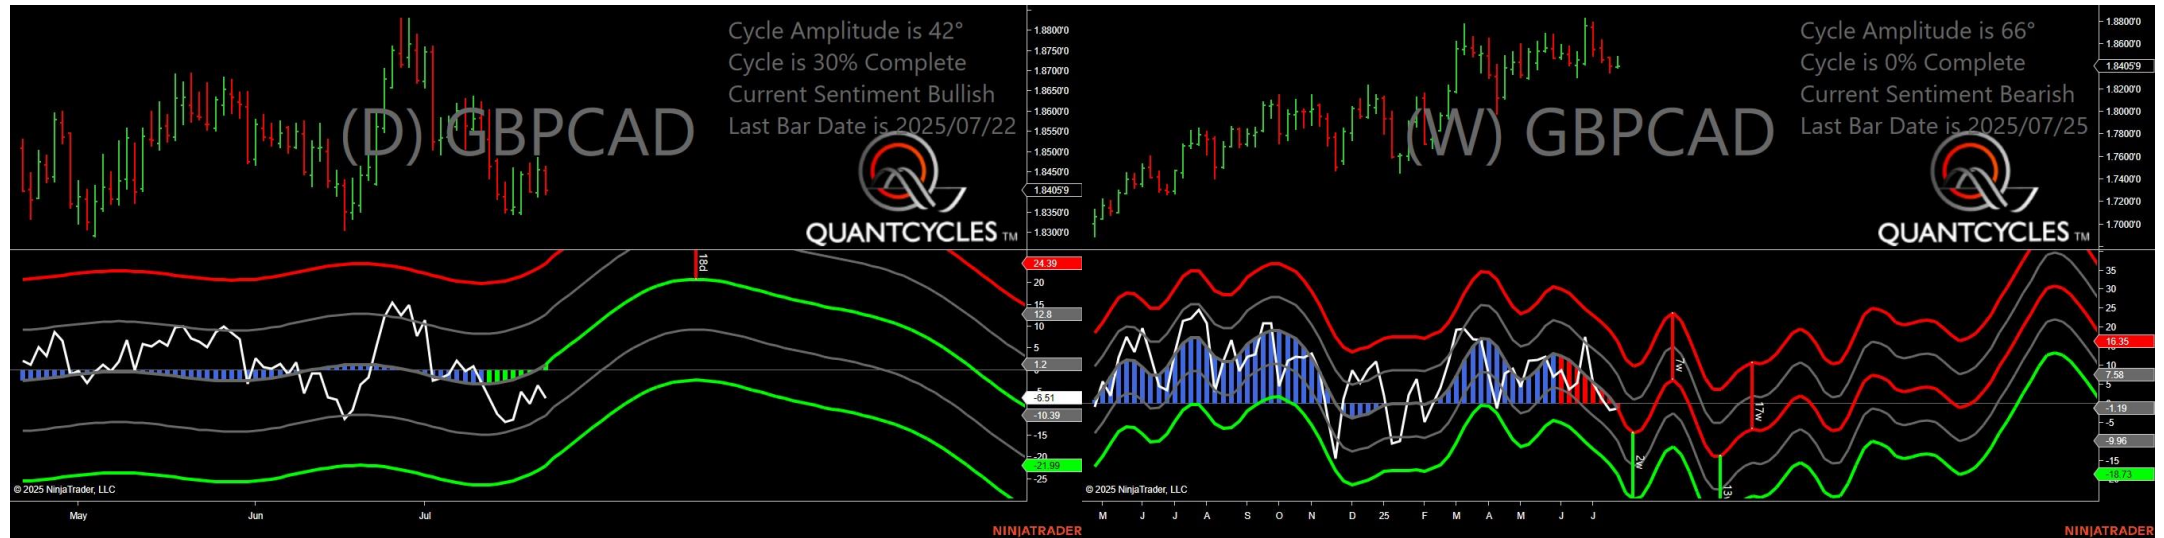 Cycle Amplitude is 42°
Cycle is 30% Complete
Current Sentiment Bullish
Last Bar Date is 2025/07/22
(D) GBPCAD
QUANTCYCLES TM
1.8800'0
1.8750'0
1.8700'0
1.8650'0
1.8600'0
1.8550'0
1.8500'0
1.8450'0
1.8405'9
1.8350'0
1.8300'0
18d
24.39
20
15
12.8
10
5
1.2
0
-6.51
-10.39
-15
-20
-21.99
-25
© 2025 NinjaTrader, LLC
May
Jun
Jul
NINJATRADER
Cycle Amplitude is 66°
Cycle is 0% Complete
Current Sentiment Bearish
Last Bar Date is 2025/07/25
(W) GBPCAD
QUANTCYCLES TM
1.8800'0
1.8600'0
1.8405'9
1.8200'0
1.8000'0
1.7800'0
1.7600'0
1.7400'0
1.7200'0
1.7000'0
7w
17w
2w
13
35
30
25
20
16.35
10
7.58
5
-1.19
-5
-9.96
-15
-18.73
© 2025 NinjaTrader, LLC
M
J
J
A
S
O
N
D
25
F
M
A
M
J
J
NINJATRADER